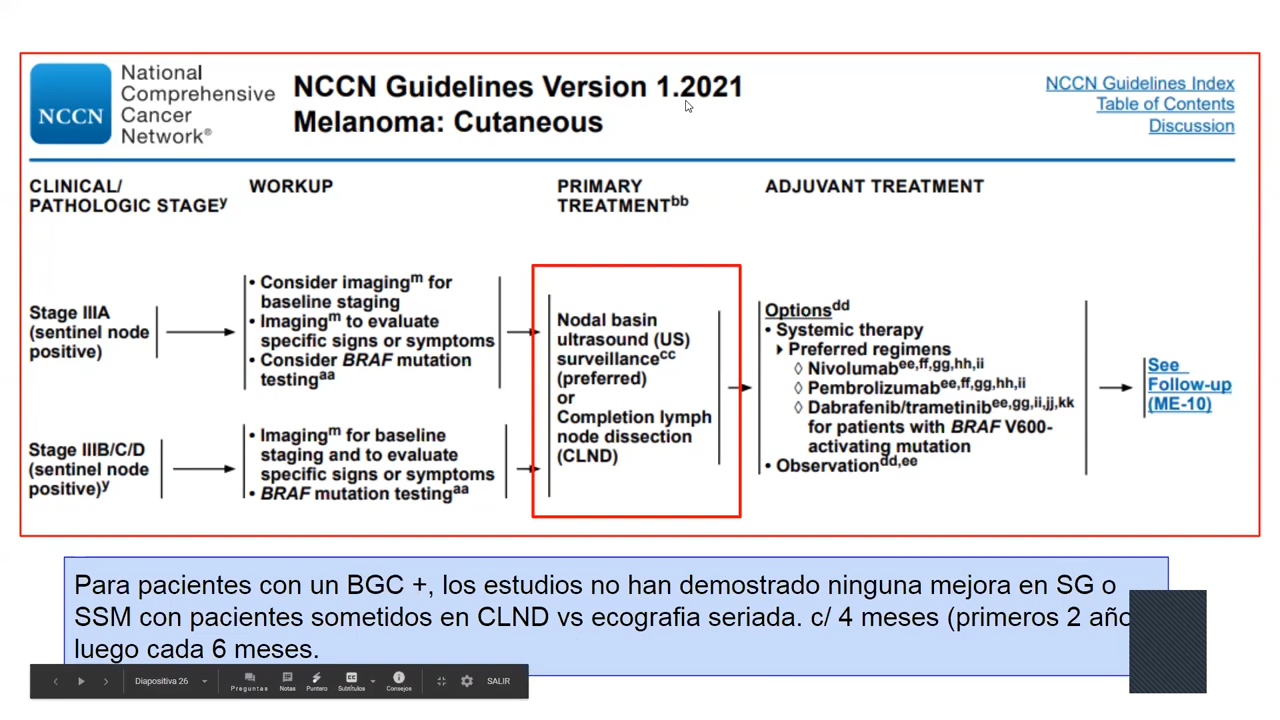 National
Comprehensive
Cancer
Network®
NCCN
NCCN Guidelines Version 1.2021
Melanoma: Cutaneous
NCCN Guidelines Index
Table of Contents
Discussion
CLINICAL/
PATHOLOGIC STAGEy
WORKUP
PRIMARY
TREATMENTbb
ADJUVANT TREATMENT
Stage IIIA
(sentinel node
positive)
• Consider imagingm for
baseline staging
• Imagingm to evaluate
specific signs or symptoms
• Consider BRAF mutation
testingaa
Stage IIIB/C/D
(sentinel node
positive)y
• Imagingm for baseline
staging and to evaluate
specific signs or symptoms
• BRAF mutation testingaa
Nodal basin
ultrasound (US)
surveillancecc
(preferred)
or
Completion lymph
node dissection
(CLND)
Optionsdd
• Systemic therapy
Preferred regimens
◊ Nivolumabee,ff,gg,hh,ii
◊ Pembrolizumabee,ff,gg,hh,ii
◊ Dabrafenib/trametinibee,gg,ii,jj,kk
for patients with BRAF V600-
activating mutation
• Observationdd,ee
See
Follow-up
(ME-10)
Para pacientes con un BGC +, los estudios no han demostrado ninguna mejora en SG o
SSM con pacientes sometidos en CLND vs ecografia seriada. c/ 4 meses (primeros 2 año
luego cada 6 meses.
Diapositiva 26
Preguntas
Notas
Puntero
Subtítulos
Consejos
SALIR